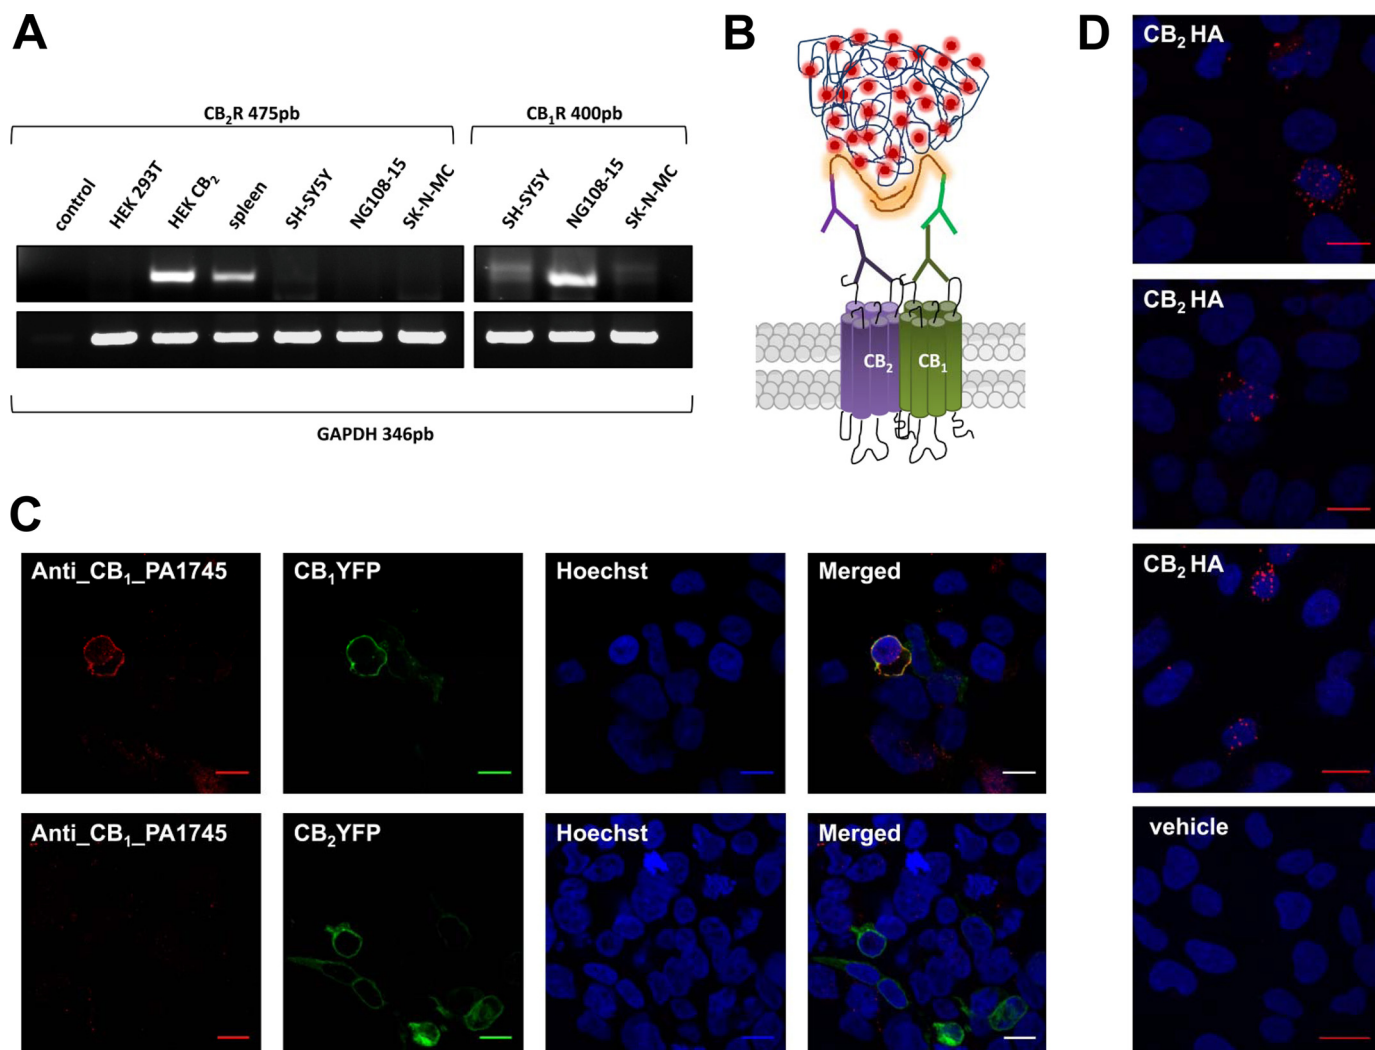 A
CB₂R 475pb
CB₁R 400pb
control
HEK 293T
HEK CB₂
spleen
SH-SY5Y
NG108-15
SK-N-MC
SH-SY5Y
NG108-15
SK-N-MC
GAPDH 346pb
B
CB₂
CB₁
C
Anti_CB₁_PA1745
CB₁YFP
Hoechst
Merged
Anti_CB₁_PA1745
CB₂YFP
Hoechst
Merged
D
CB₂ HA
CB₂ HA
CB₂ HA
vehicle